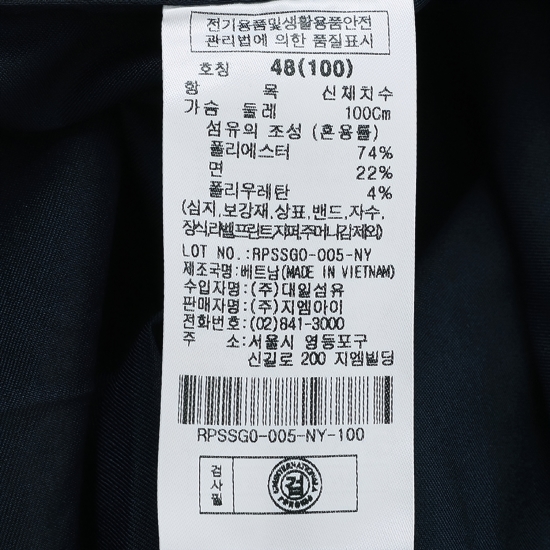 전기용품및생활용품안전
관리법에 의한 품질표시
호칭 48(100)
항 목 신체치수
가슴 둘레 100Cm
섬유의 조성 (혼용률)
폴리에스터 74%
면 22%
폴리우레탄 4%
(심지,보강재,상표,밴드,자수,
장식,라벨,프린트,지퍼,주머니감제외)
LOT NO.:RPSSG0-005-NY
제조국명:베트남(MADE IN VIETNAM)
수입자명:(주)대일섬유
판매자명:(주)지엠아이
전화번호:(02)841-3000
주 소:서울시 영등포구
신길로 200 지엠빌딩
RPSSG0-005-NY-100
검사필
검